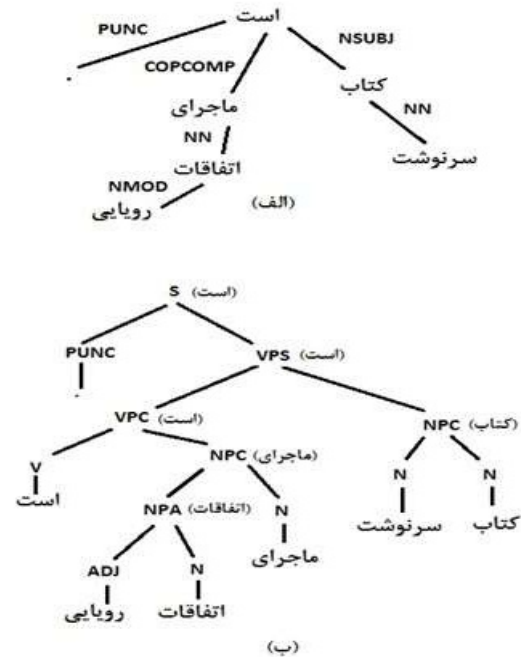 است
PUNC NSUBJ
.
COPCOMP
کتاب
ماجرای
NN
NN
اتفاقات
سرنوشت
NMOD
رویایی
(الف)
S (است)
PUNC
VPS (است)
.
VPC (است)
NPC (کتاب)
V
NPC (ماجرای)
N N
است
NPA (اتفاقات)
N
سرنوشت
کتاب
ماجرای
ADJ N
رویایی
اتفاقات
(ب)